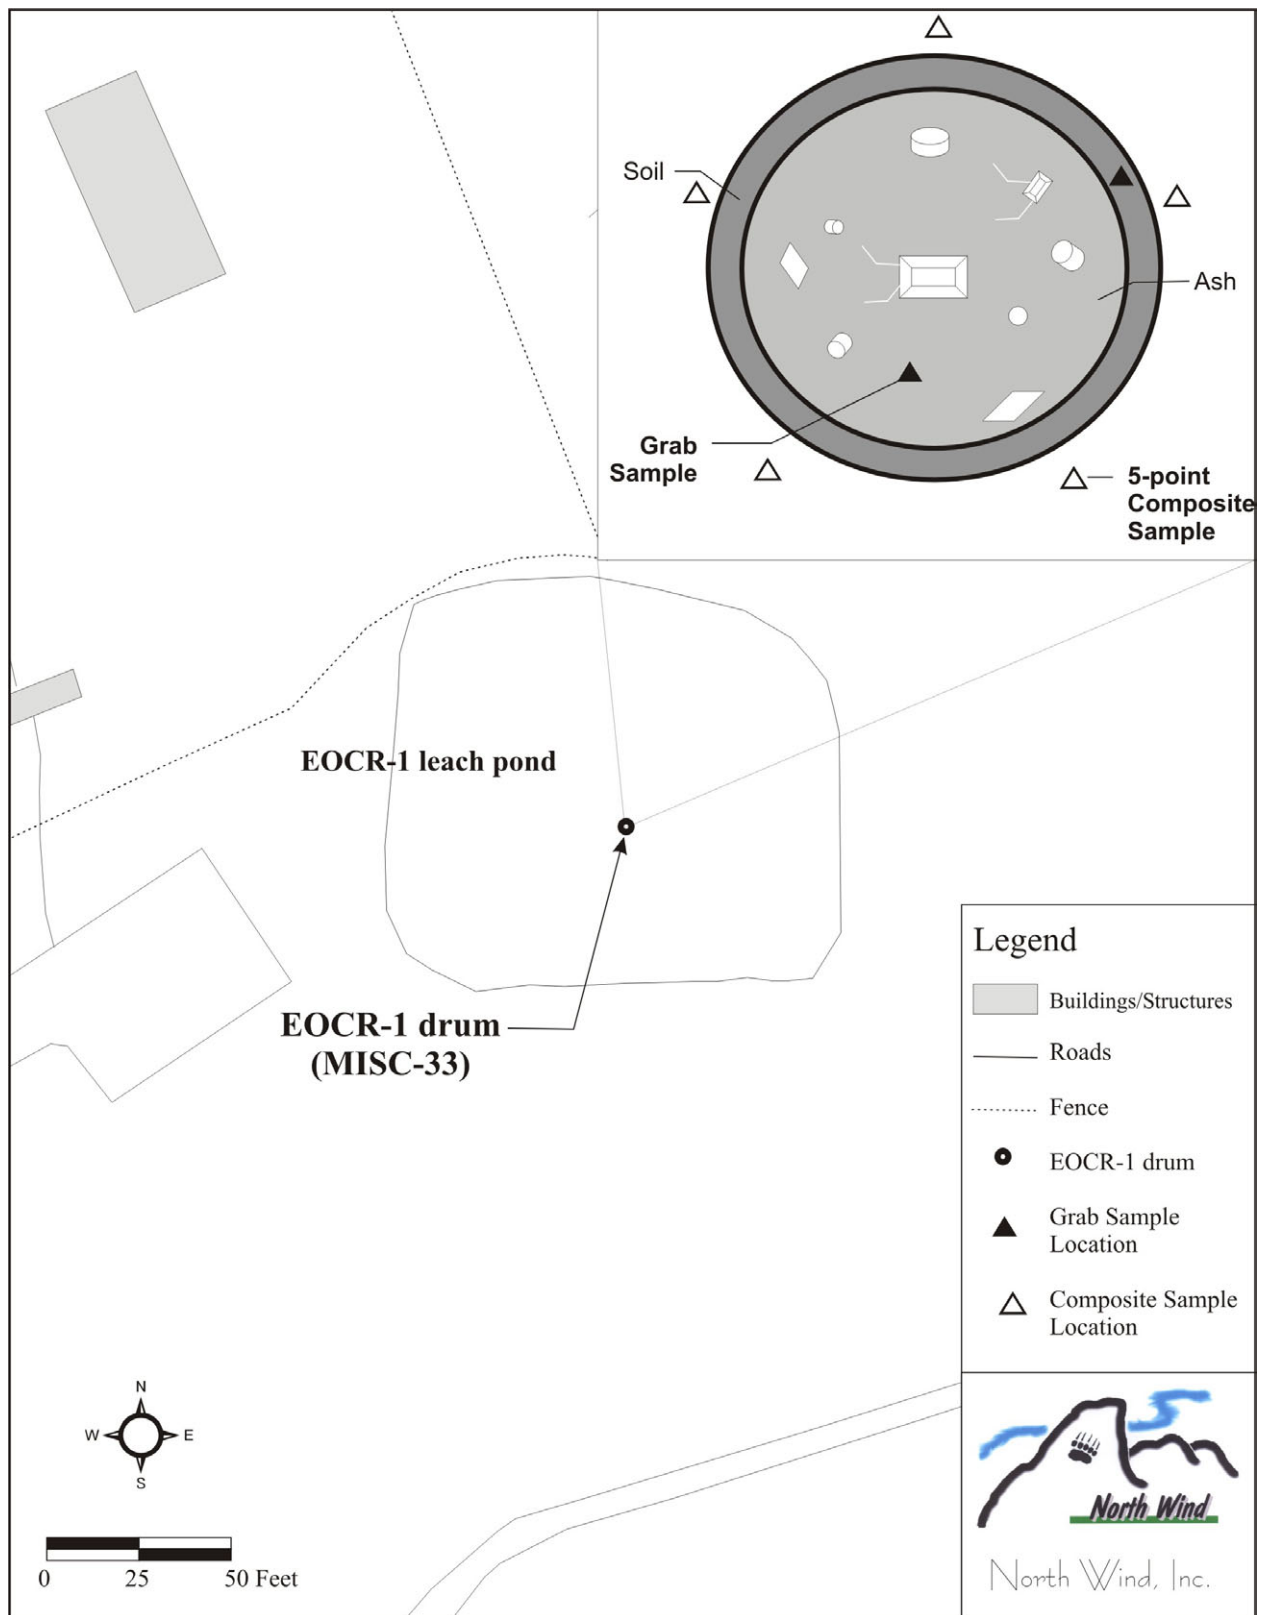 Soil
Ash
Grab
Sample
5-point
Composite
Sample
EOCR-1 leach pond
EOCR-1 drum
(MISC-33)
Legend
Buildings/Structures
Roads
Fence
EOCR-1 drum
Grab Sample
Location
Composite Sample
Location
N
W E
S
0 25 50 Feet
North Wind
North Wind, Inc.